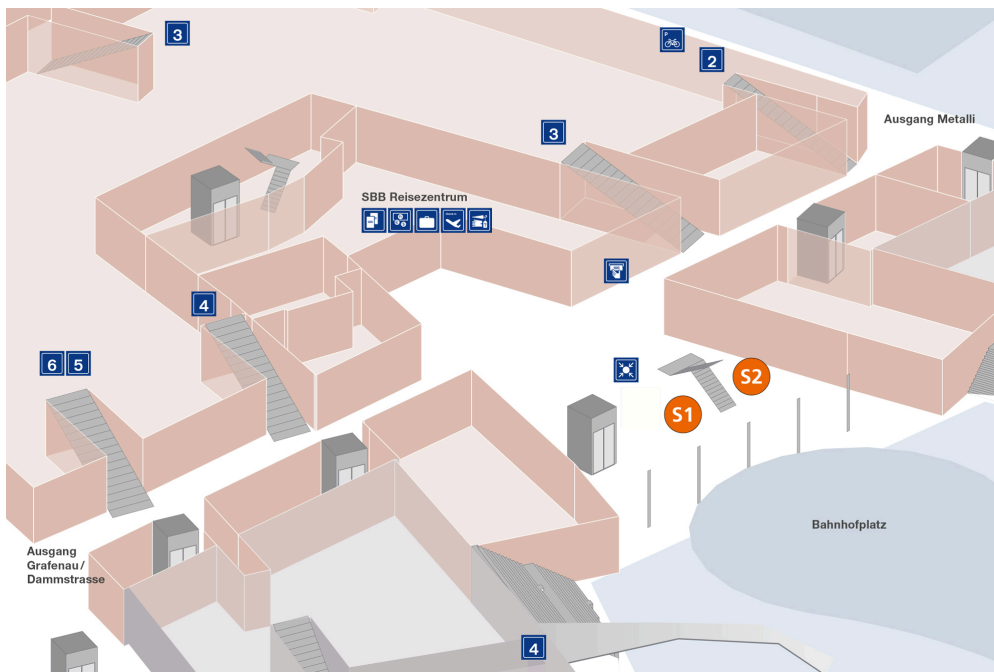 3
P
2
Ausgang Metalli
3
SBB Reisezentrum
4
6 5
S2
S1
Bahnhofplatz
Ausgang
Grafenau/
Dammstrasse
4